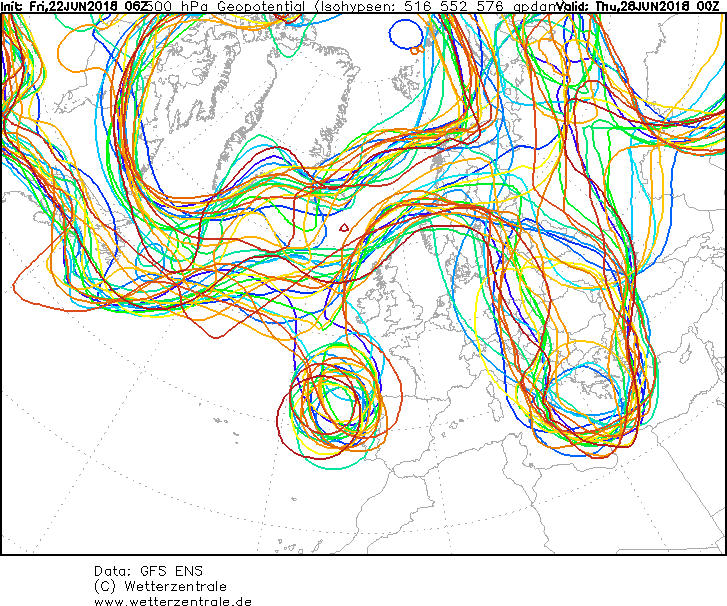 Init: Fri,22JUN2018 06Z 500 hPa Geopotential (Isohypsen: 516 552 576 gpdam Valid: Thu,28JUN2018 00Z
Data: GFS ENS
(C) Wetterzentrale
www.wetterzentrale.de